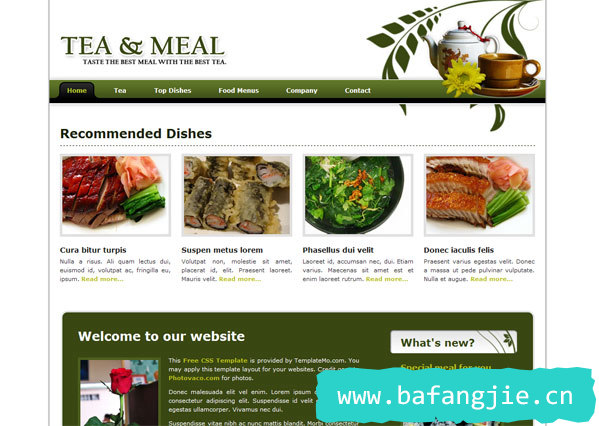 TEA & MEAL
TASTE THE BEST MEAL WITH THE BEST TEA.
Home Tea Top Dishes Food Menus Company Contact
Recommended Dishes
Cura bitur turpis
Nulla a risus. Ali quam lectus dui,
euismod id, volutpat ac, fringilla eu,
ipsum. Read more...
Suspen metus lorem
Volutpat non, molestie sit amet,
placerat id, elit. Praesent laoreet.
Mauris velit. Read more...
Phasellus dui velit
Laoreet id, accumsan nec, dui. Etiam
varius. Maecenas sit amet est et
enim laoreet rutrum. Read more...
Donec iaculis felis
Praesent varius egestas velit. Donec
a massa ut pede pulvinar vulputate.
Nulla et augue. Read more...
Welcome to our website
This Free CSS Template is provided by TemplateMo.com. You
may apply this template layout for your websites. Credit
Photovaco.com for photos.
Donec malesuada elit vel enim. Lorem ipsum
consectetur adipiscing elit. Suspendisse id velit
egestas ullamcorper. Vivamus nec dui.
Suspendisse vitae nibh ac nunc mattis blandit. Morbi consectetur
What's new?
Special meal for you
www.bafangjie.cn